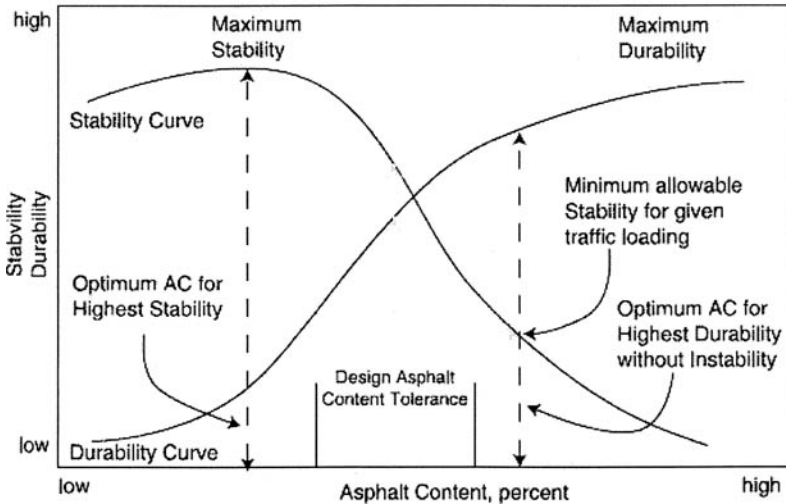 high
Maximum
Stability
Maximum
Durability
Stability Curve
Stabvility
Durability
Minimum allowable
Stability for given
traffic loading
Optimum AC for
Highest Stability
Optimum AC for
Highest Durability
without Instability
Design Asphalt
Content Tolerance
low
Durability Curve
low
Asphalt Content, percent
high